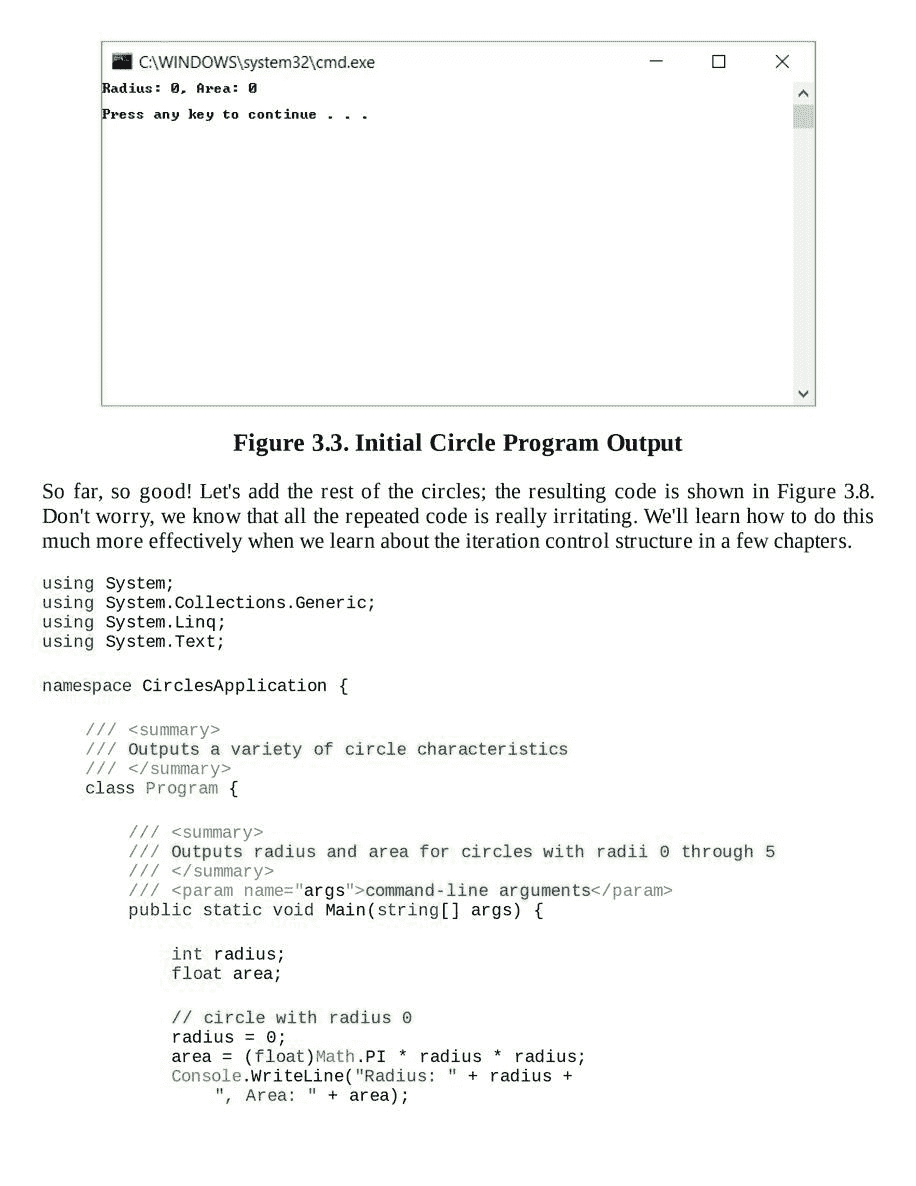 C:\WINDOWS\system32\cmd.exe
Radius: 0, Area: 0
Press any key to continue . . .
Figure 3.3. Initial Circle Program Output
So far, so good! Let's add the rest of the circles; the resulting code is shown in Figure 3.8.
Don't worry, we know that all the repeated code is really irritating. We'll learn how to do this
much more effectively when we learn about the iteration control structure in a few chapters.
using System;
using System.Collections.Generic;
using System.Linq;
using System.Text;
namespace CirclesApplication {
/// <summary>
/// Outputs a variety of circle characteristics
/// </summary>
class Program {
/// <summary>
/// Outputs radius and area for circles with radii 0 through 5
/// </summary>
/// <param name="args">command-line arguments</param>
public static void Main(string[] args) {
int radius;
float area;
// circle with radius 0
radius = 0;
area = (float)Math.PI * radius * radius;
Console.WriteLine("Radius: " + radius +
", Area: " + area);